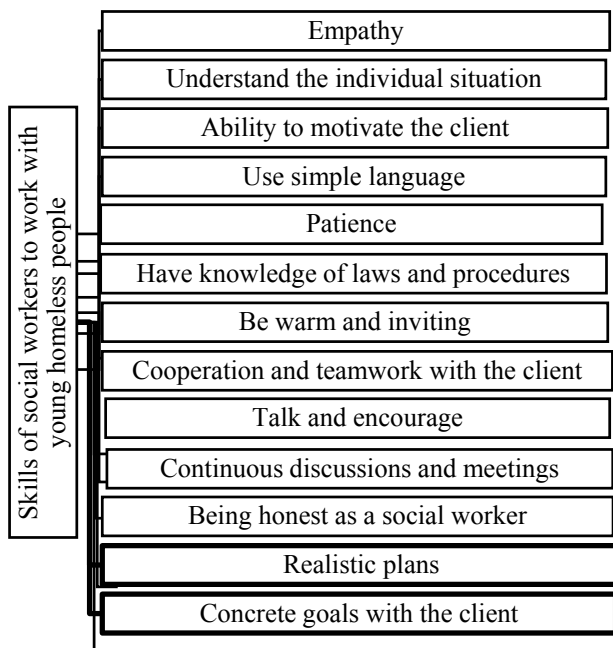 Skills of social workers to work with
young homeless people
Empathy
Understand the individual situation
Ability to motivate the client
Use simple language
Patience
Have knowledge of laws and procedures
Be warm and inviting
Cooperation and teamwork with the client
Talk and encourage
Continuous discussions and meetings
Being honest as a social worker
Realistic plans
Concrete goals with the client